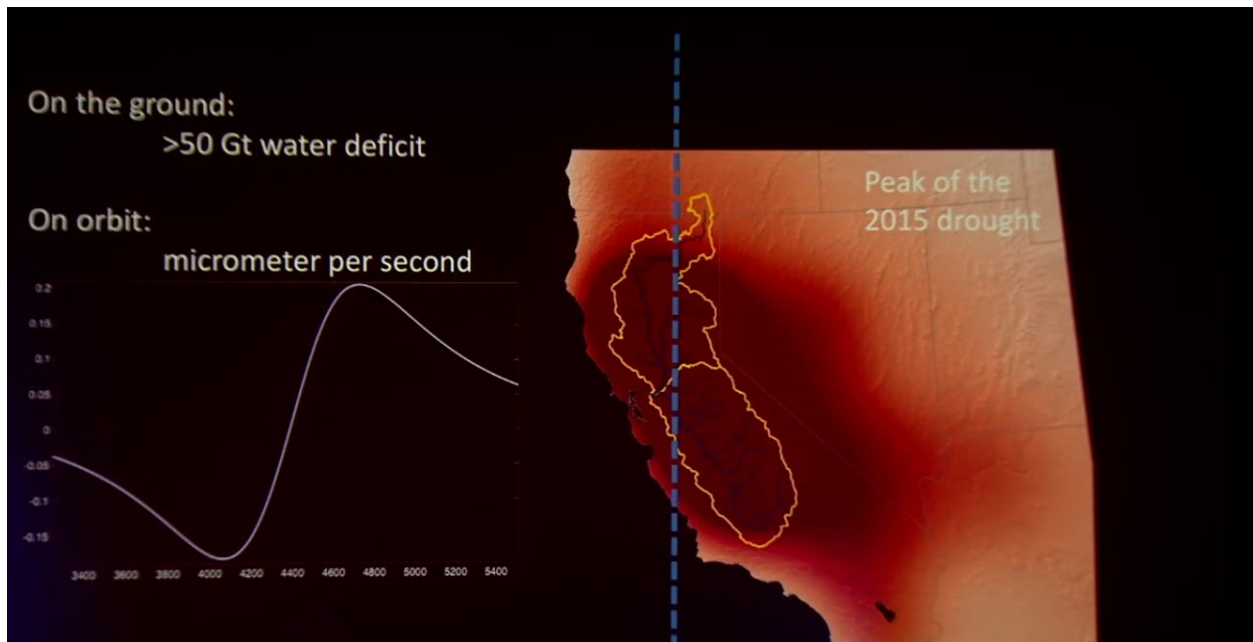 On the ground:
>50 Gt water deficit
On orbit:
micrometer per second
0.2
0.15
0.1
0.05
0
-0.05
-0.1
-0.15
3400 3600 3800 4000 4200 4400 4600 4800 5000 5200 5400
Peak of the
2015 drought